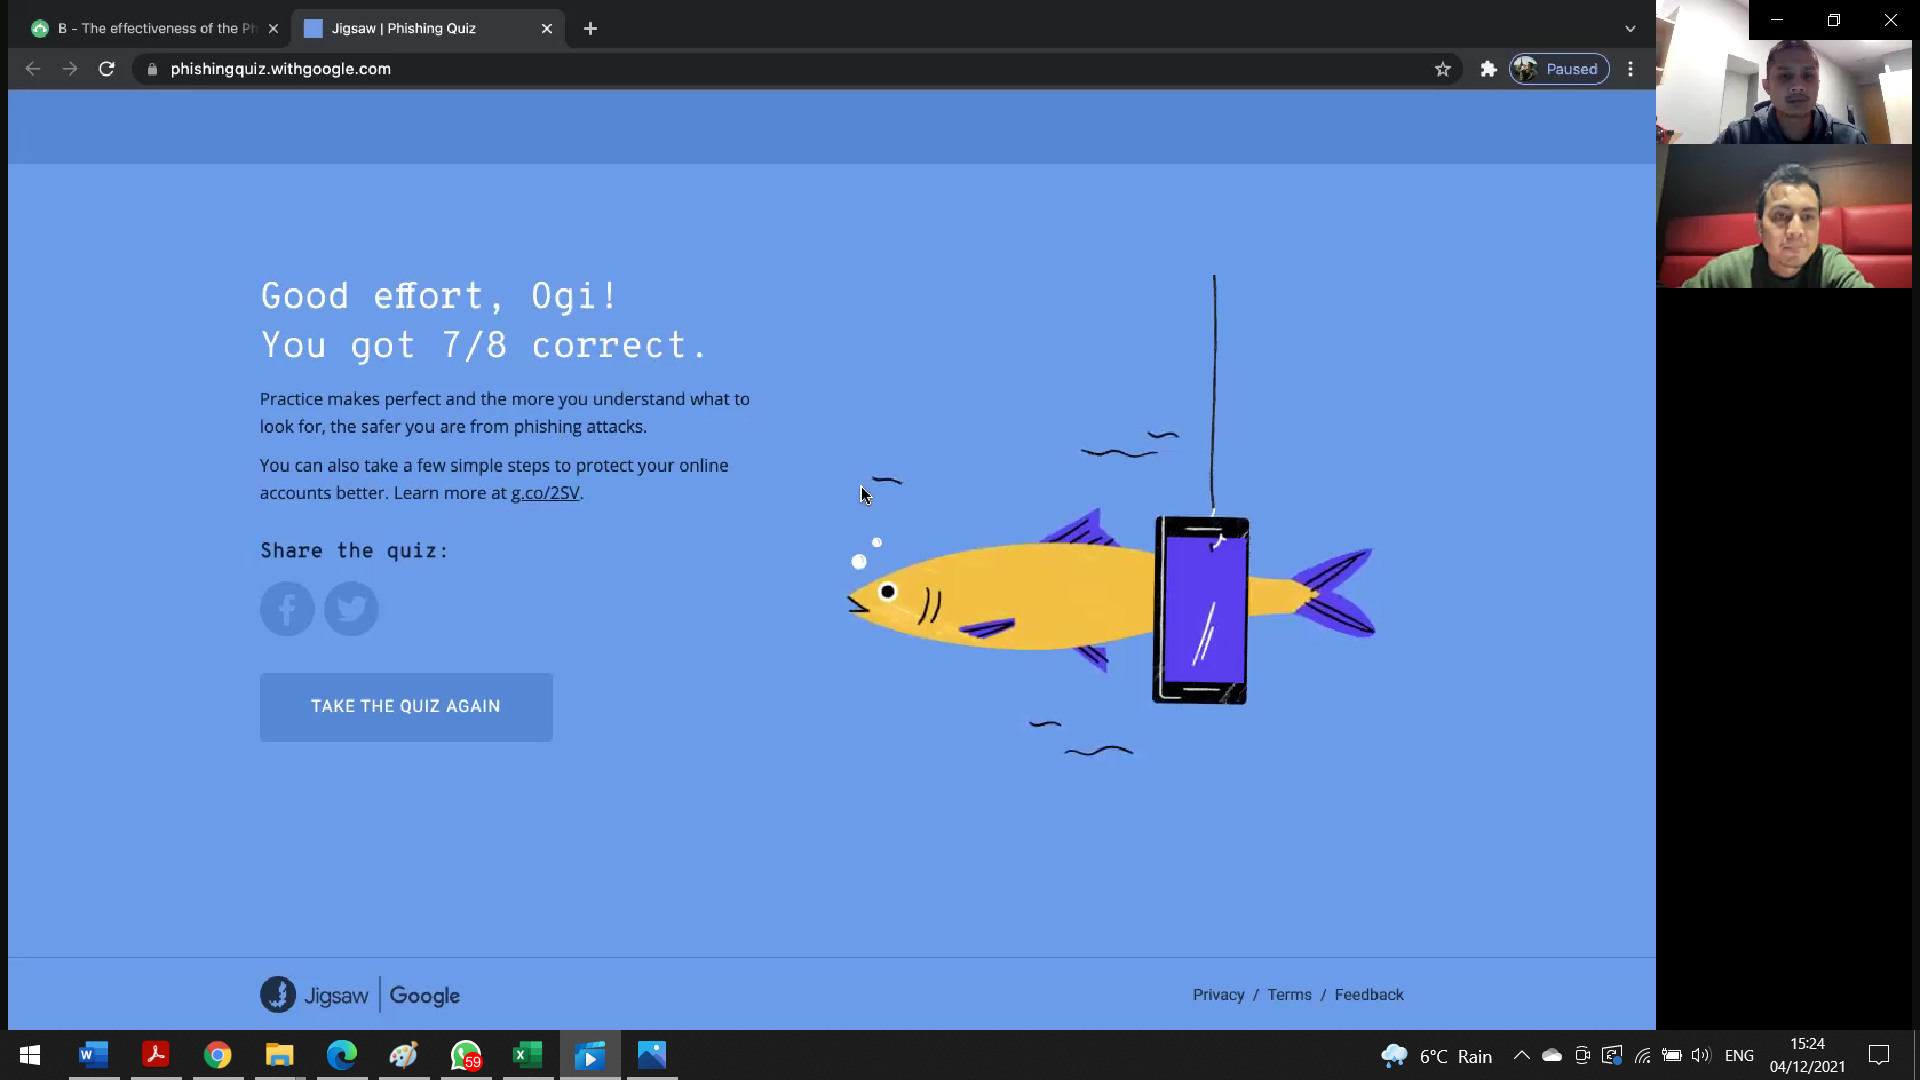 B - The effectiveness of the Ph
Jigsaw | Phishing Quiz
phishingquiz.withgoogle.com
Paused
Good effort, Ogi!
You got 7/8 correct.
Practice makes perfect and the more you understand what to
look for, the safer you are from phishing attacks.
You can also take a few simple steps to protect your online
accounts better. Learn more at g.co/2SV.
Share the quiz:
TAKE THE QUIZ AGAIN
Jigsaw | Google
Privacy / Terms / Feedback
59
6°C Rain
ENG
15:24
04/12/2021